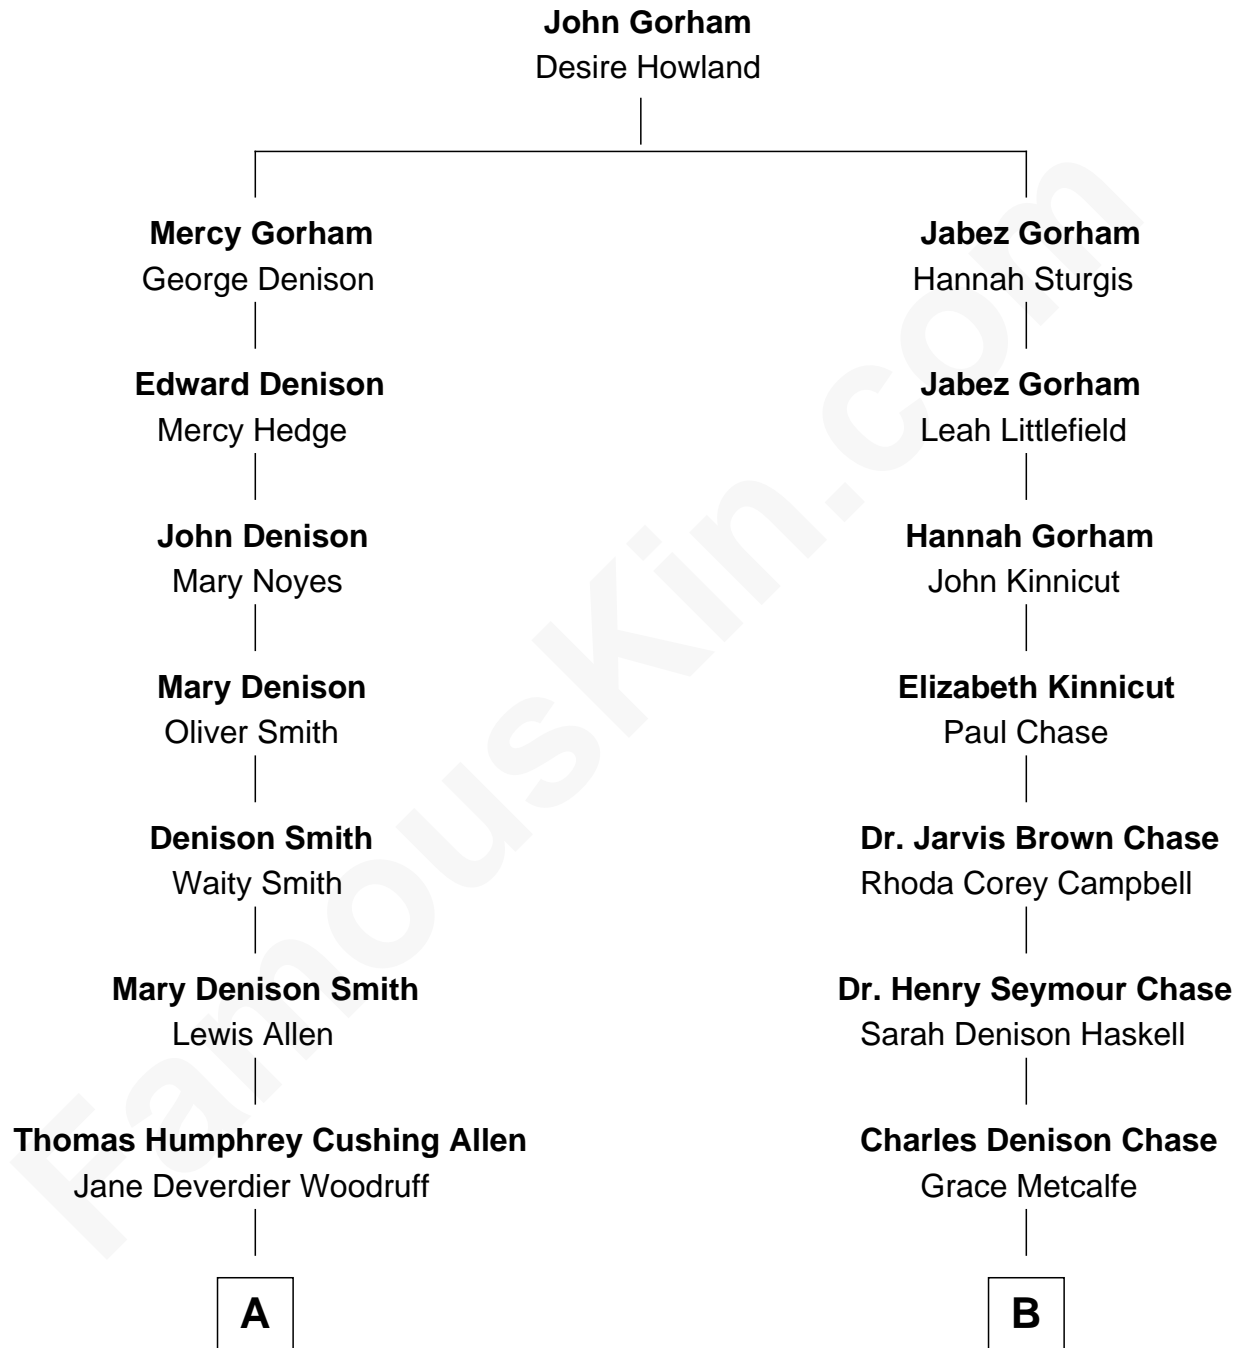 John Gorham
Desire Howland
Mercy Gorham
George Denison
Jabez Gorham
Hannah Sturgis
Edward Denison
Mercy Hedge
Jabez Gorham
Leah Littlefield
John Denison
Mary Noyes
Hannah Gorham
John Kinnicut
Mary Denison
Oliver Smith
Elizabeth Kinnicut
Paul Chase
Denison Smith
Waity Smith
Dr. Jarvis Brown Chase
Rhoda Corey Campbell
Mary Denison Smith
Lewis Allen
Dr. Henry Seymour Chase
Sarah Denison Haskell
Thomas Humphrey Cushing Allen
Jane Deverdier Woodruff
Charles Denison Chase
Grace Metcalfe
A
B
FamousKin.com